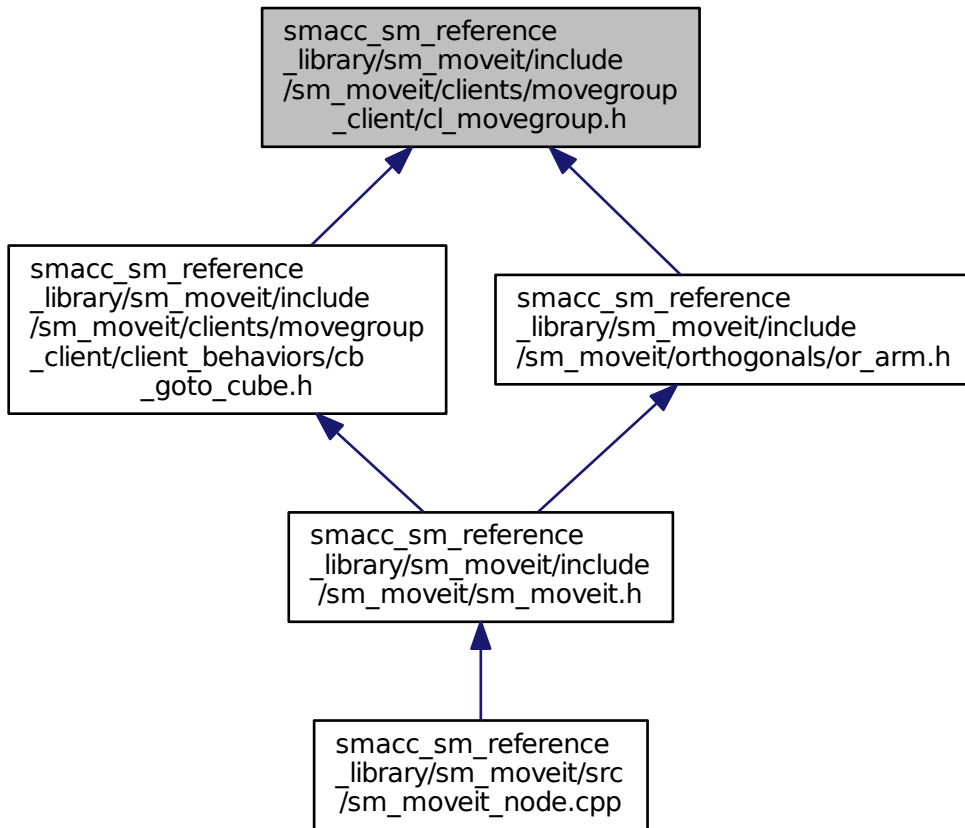 smacc_sm_reference
_library/sm_moveit/include
/sm_moveit/clients/movegroup
_client/cl_movegroup.h
smacc_sm_reference
_library/sm_moveit/include
/sm_moveit/clients/movegroup
_client/client_behaviors/cb
_goto_cube.h
smacc_sm_reference
_library/sm_moveit/include
/sm_moveit/orthogonals/or_arm.h
smacc_sm_reference
_library/sm_moveit/include
/sm_moveit/sm_moveit.h
smacc_sm_reference
_library/sm_moveit/src
/sm_moveit_node.cpp